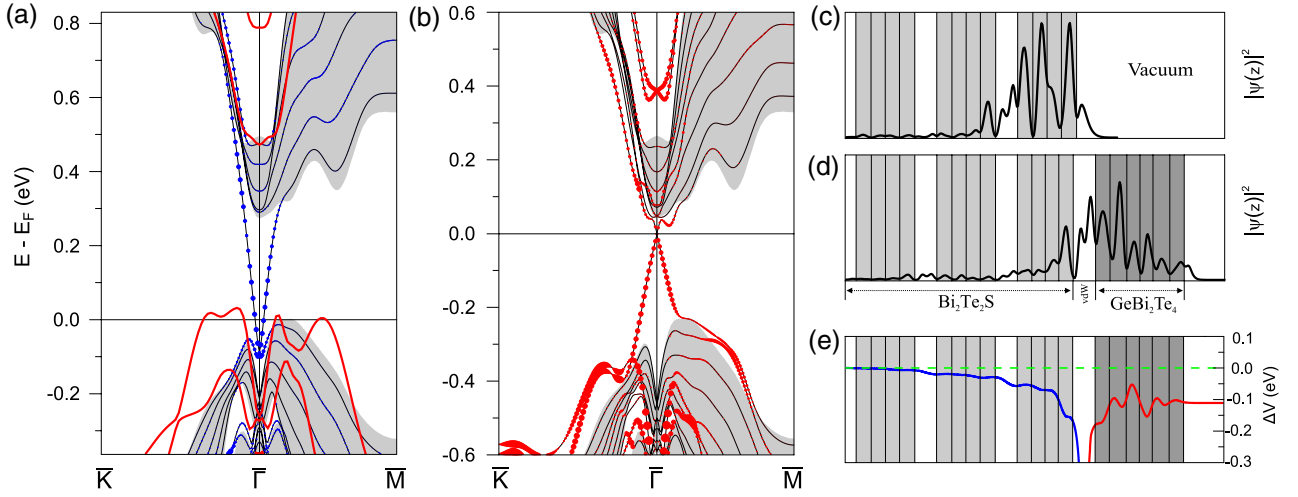 (a)
0.8
0.6
0.4
0.2
0.0
-0.2
E - E_F (eV)
K̅
Γ̅
M̅
(b)
0.6
0.4
0.2
0.0
-0.2
-0.4
-0.6
K̅
Γ̅
M̅
(c)
Vacuum
|ψ(z)|²
(d)
|ψ(z)|²
Bi₂Te₂S
vdW
GeBi₂Te₄
(e)
0.1
0.0
-0.1
-0.2
-0.3
ΔV (eV)